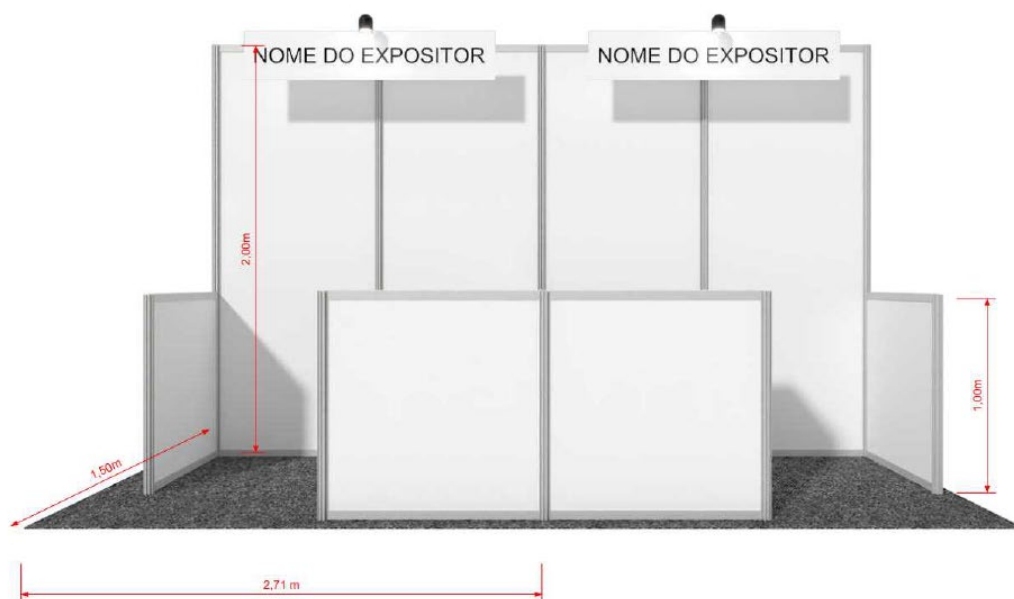 NOME DO EXPOSITOR
NOME DO EXPOSITOR
2,00m
1,50m
1,00m
2,71 m